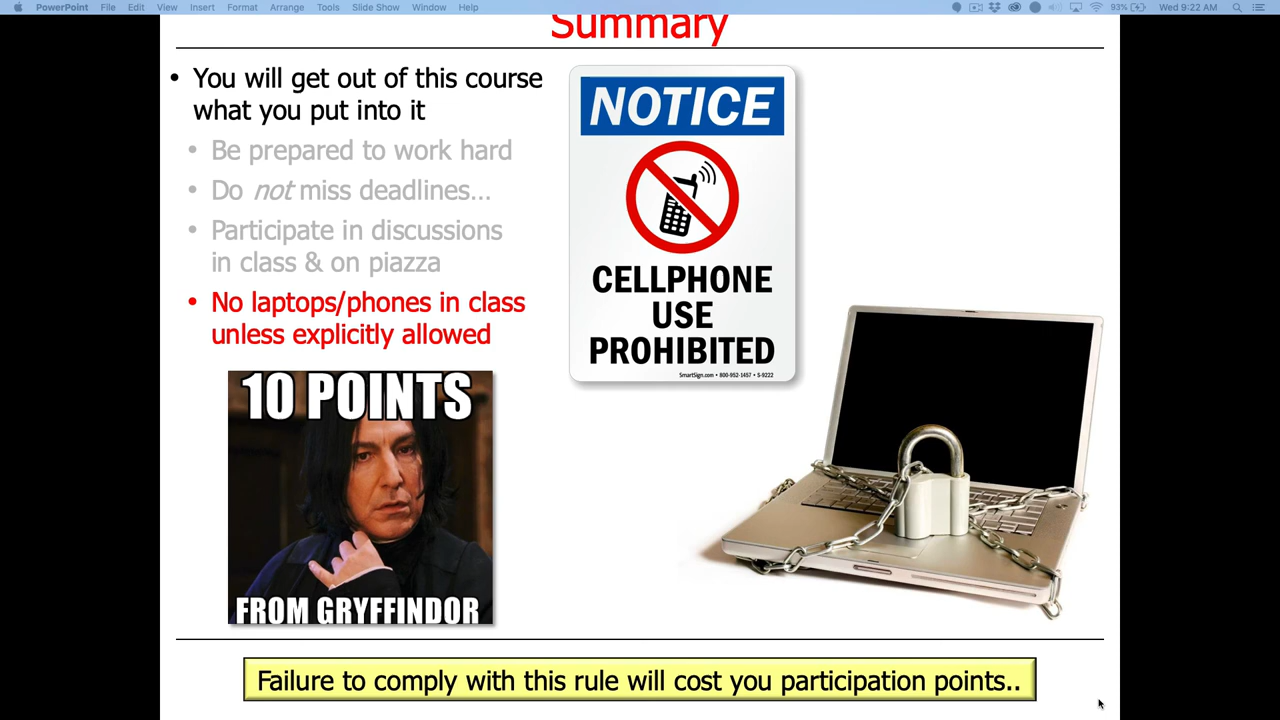 PowerPoint File Edit View Insert Format Arrange Tools Slide Show Window Help 93% Wed 9:22 AM
Summary
• You will get out of this course
what you put into it
• Be prepared to work hard
• Do not miss deadlines...
• Participate in discussions
in class & on piazza
• No laptops/phones in class
unless explicitly allowed
NOTICE
CELLPHONE
USE
PROHIBITED
SmartSign.com • 800-952-1457 • S-9222
10 POINTS
FROM GRYFFINDOR
Failure to comply with this rule will cost you participation points..